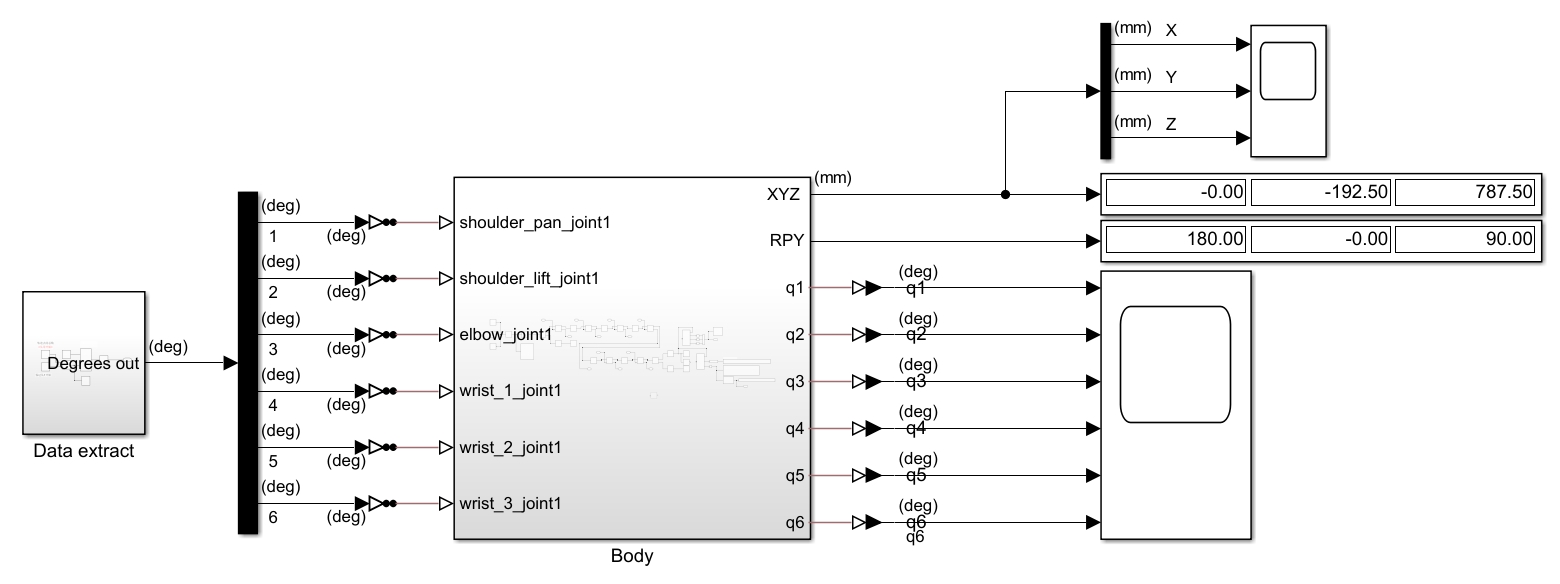 Degrees out
Data extract
(deg)
(deg)
1
(deg)
(deg)
2
(deg)
(deg)
3
(deg)
(deg)
4
(deg)
(deg)
5
(deg)
(deg)
6
(deg)
shoulder_pan_joint1
shoulder_lift_joint1
elbow_joint1
wrist_1_joint1
wrist_2_joint1
wrist_3_joint1
Body
XYZ
RPY
q1
q2
q3
q4
q5
q6
(mm)
(mm) X
(mm) Y
(mm) Z
-0.00 -192.50 787.50
180.00 -0.00 90.00
(deg)
q1
(deg)
q2
(deg)
q3
(deg)
q4
(deg)
q5
(deg)
q6
q6